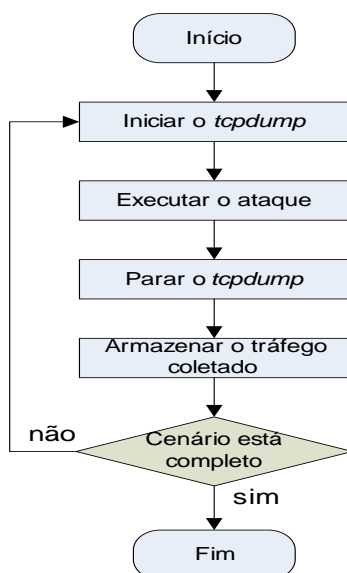 Início
Iniciar o tcpdump
Executar o ataque
Parar o tcpdump
Armazenar o tráfego
coletado
não
Cenário está
completo
sim
Fim